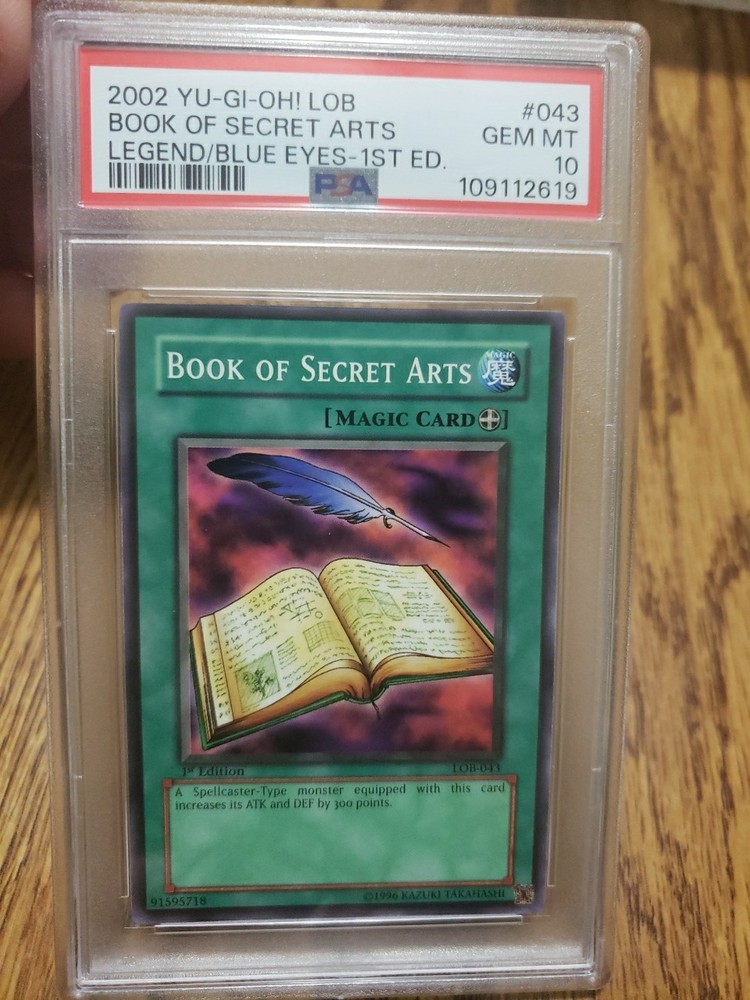 2002 YU-GI-OH! LOB #043
BOOK OF SECRET ARTS GEM MT
LEGEND/BLUE EYES-1ST ED. 10
PSA 109112619
BOOK OF SECRET ARTS MAGIC 魔
[MAGIC CARD]
1st Edition LOB-043
A Spellcaster-Type monster equipped with this card
increases its ATK and DEF by 300 points.
91595718 ©1996 KAZUKI TAKAHASHI